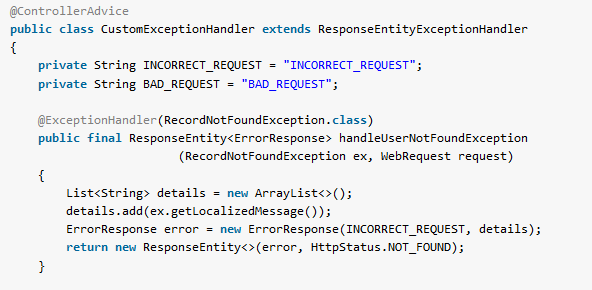 @ControllerAdvice
public class CustomExceptionHandler extends ResponseEntityExceptionHandler
{
    private String INCORRECT_REQUEST = "INCORRECT_REQUEST";
    private String BAD_REQUEST = "BAD_REQUEST";

    @ExceptionHandler(RecordNotFoundException.class)
    public final ResponseEntity<ErrorResponse> handleUserNotFoundException
                        (RecordNotFoundException ex, WebRequest request)
    {
        List<String> details = new ArrayList<>();
        details.add(ex.getLocalizedMessage());
        ErrorResponse error = new ErrorResponse(INCORRECT_REQUEST, details);
        return new ResponseEntity<>(error, HttpStatus.NOT_FOUND);
    }